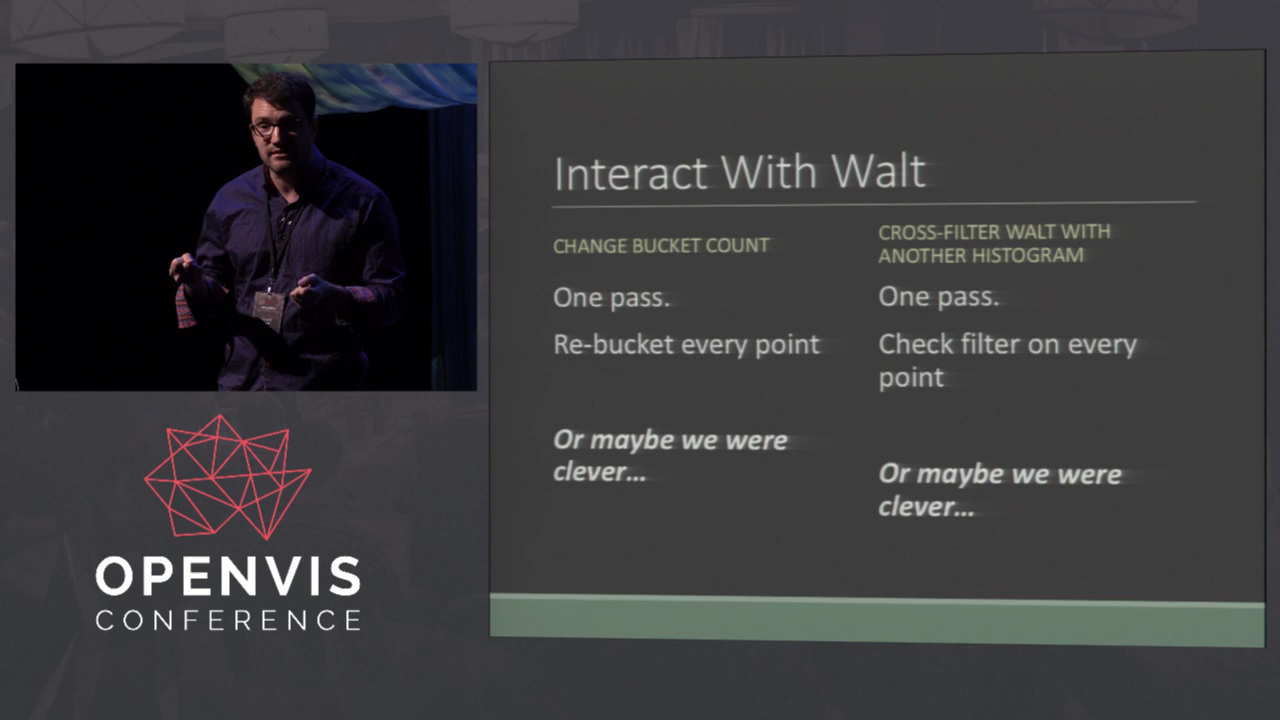 Interact With Walt
CHANGE BUCKET COUNT
One pass.
Re-bucket every point
Or maybe we were
clever...
CROSS-FILTER WALT WITH
ANOTHER HISTOGRAM
One pass.
Check filter on every
point
Or maybe we were
clever...
OPENVIS
CONFERENCE